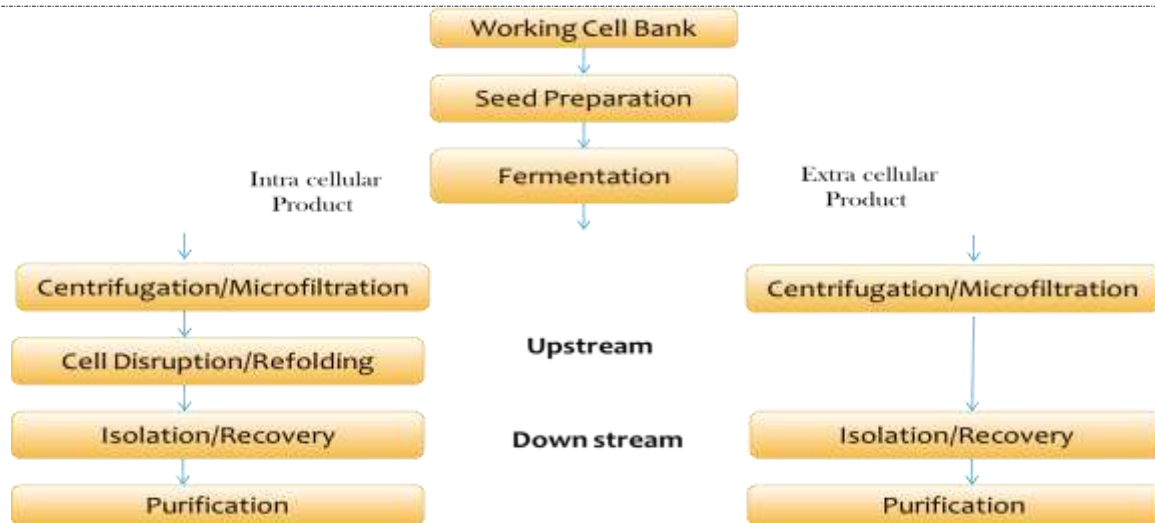 Working Cell Bank
Seed Preparation
Fermentation
Intra cellular
Product
Extra cellular
Product
Centrifugation/Microfiltration
Centrifugation/Microfiltration
Cell Disruption/Refolding
Upstream
Isolation/Recovery
Down stream
Isolation/Recovery
Purification
Purification